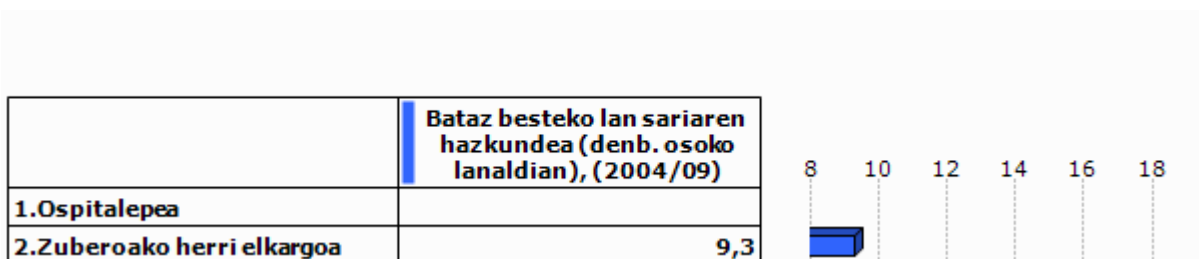 Bataz besteko lan sariaren
hazkundea (denb. osoko
lanaldian), (2004/09)
8 10 12 14 16 18
1.Ospitalepea
2.Zuberoako herri elkargoa 9,3